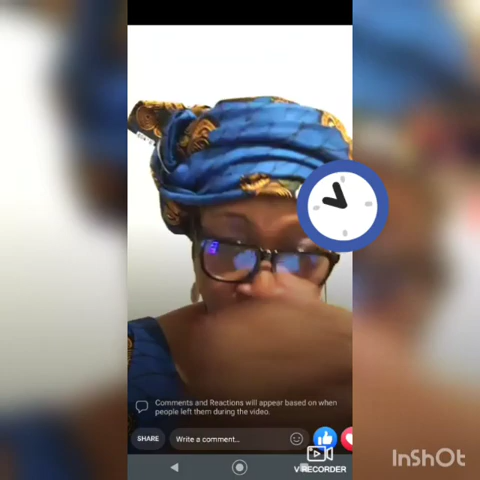 Comments and Reactions will appear based on when
people left them during the video.
SHARE
Write a comment...
V RECORDER
InShOt